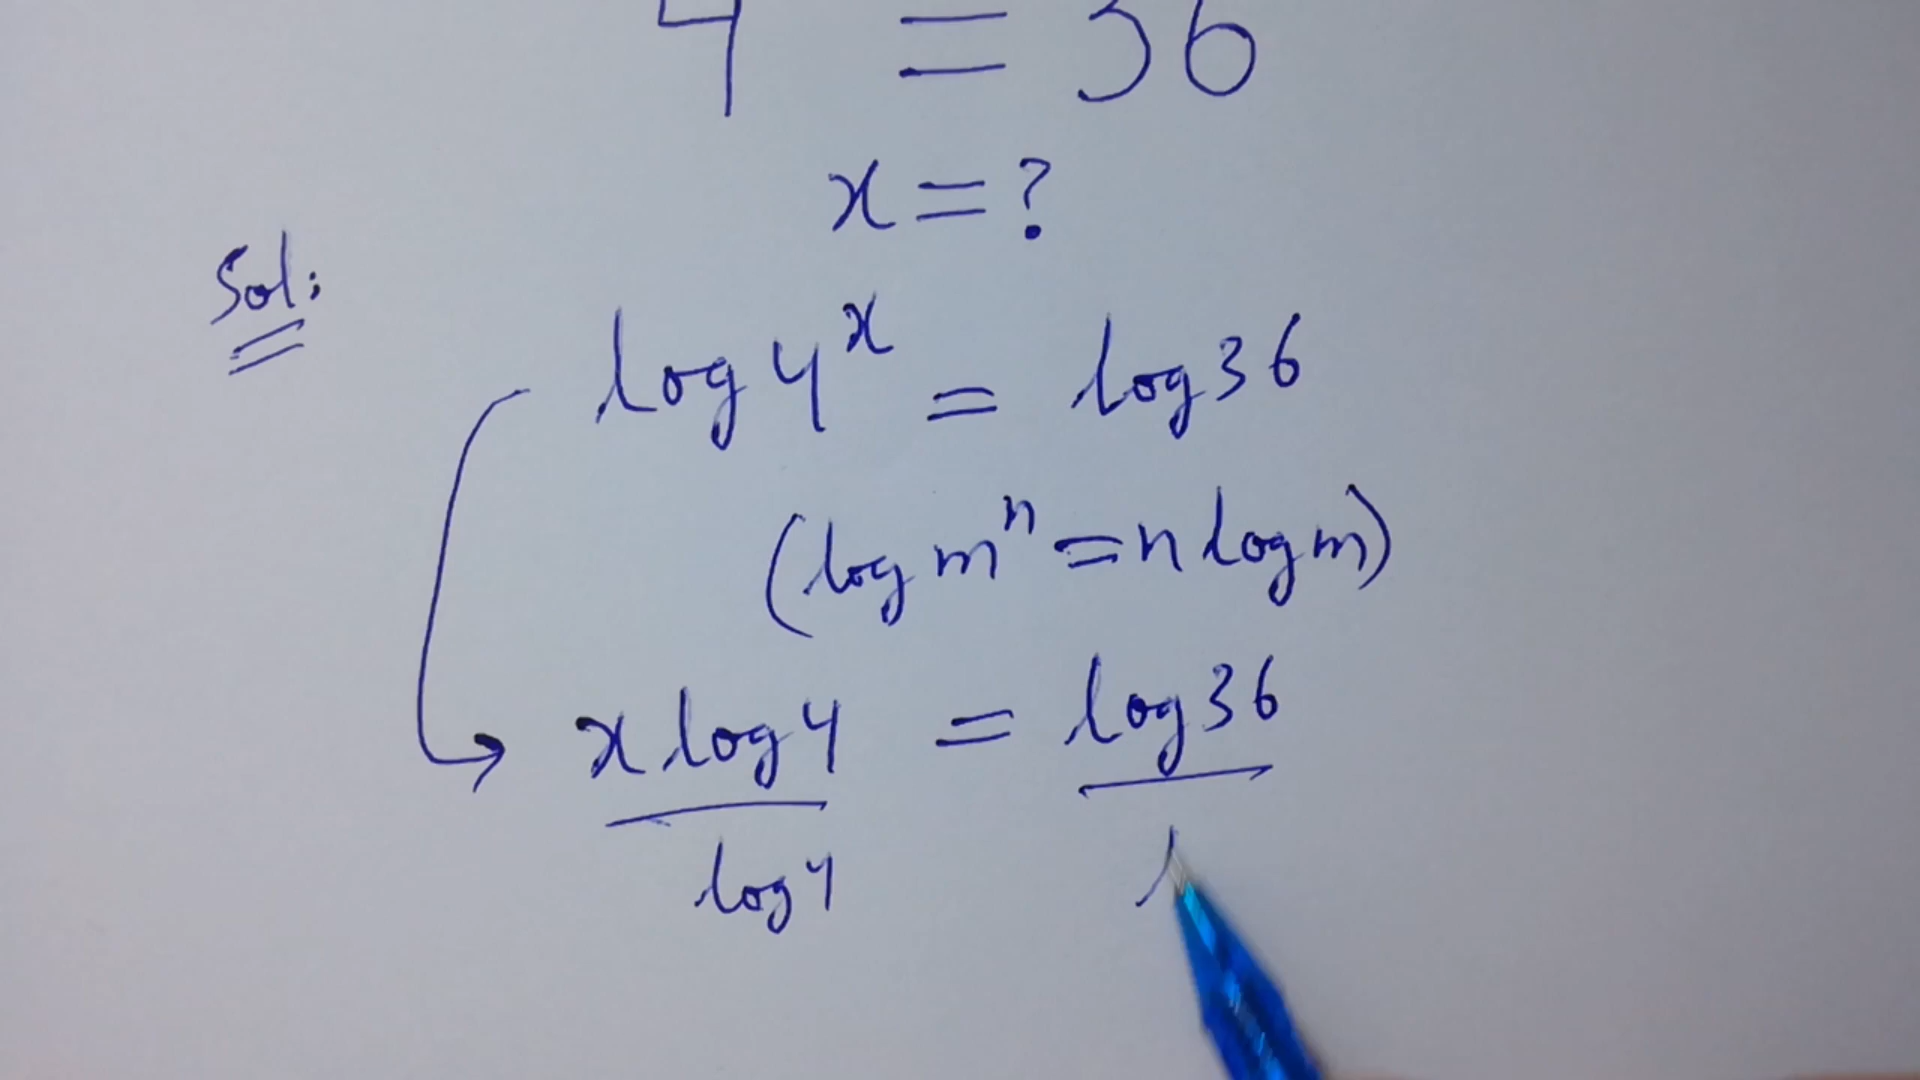 4 = 36
x = ?
Sol:
log 4^x = log 36
(log m^n = n log m)
x log 4 = log 36
log 4 l